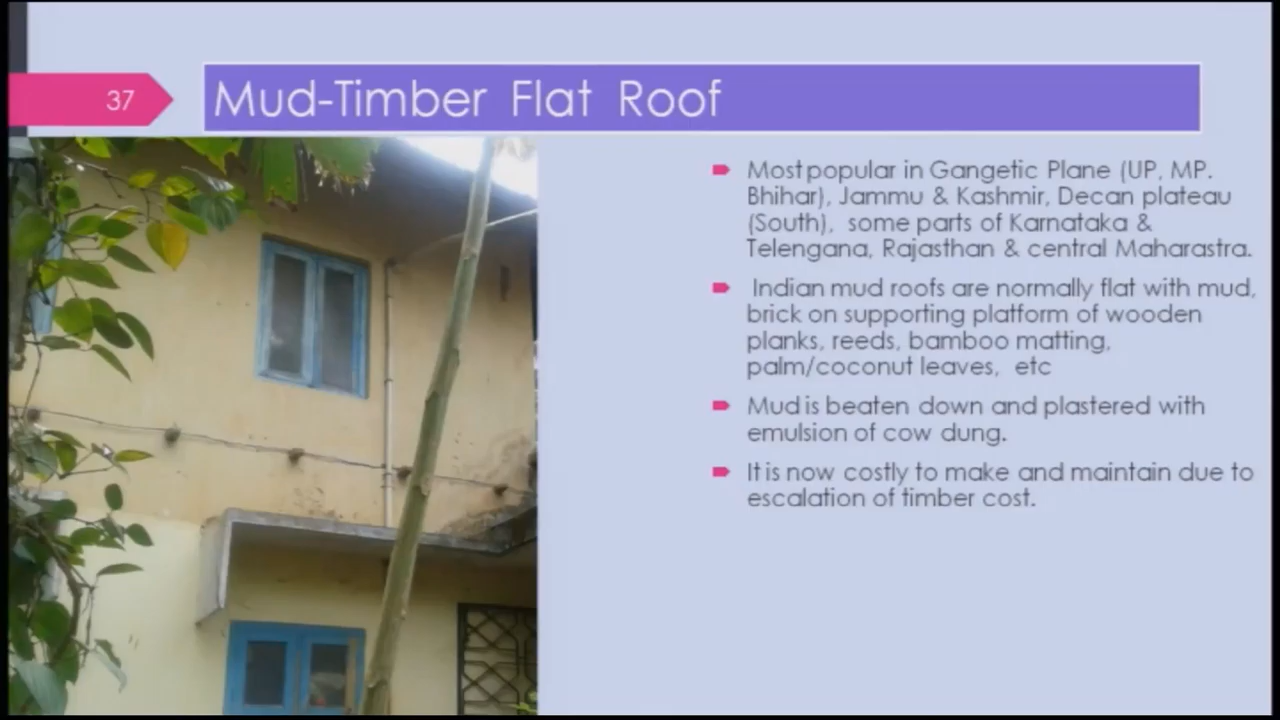 37
Mud-Timber Flat Roof
Most popular in Gangetic Plane (UP, MP.
Bhihar), Jammu & Kashmir, Decan plateau
(South), some parts of Karnataka &
Telengana, Rajasthan & central Maharastra.
Indian mud roofs are normally flat with mud,
brick on supporting platform of wooden
planks, reeds, bamboo matting,
palm/coconut leaves, etc
Mud is beaten down and plastered with
emulsion of cow dung.
It is now costly to make and maintain due to
escalation of timber cost.